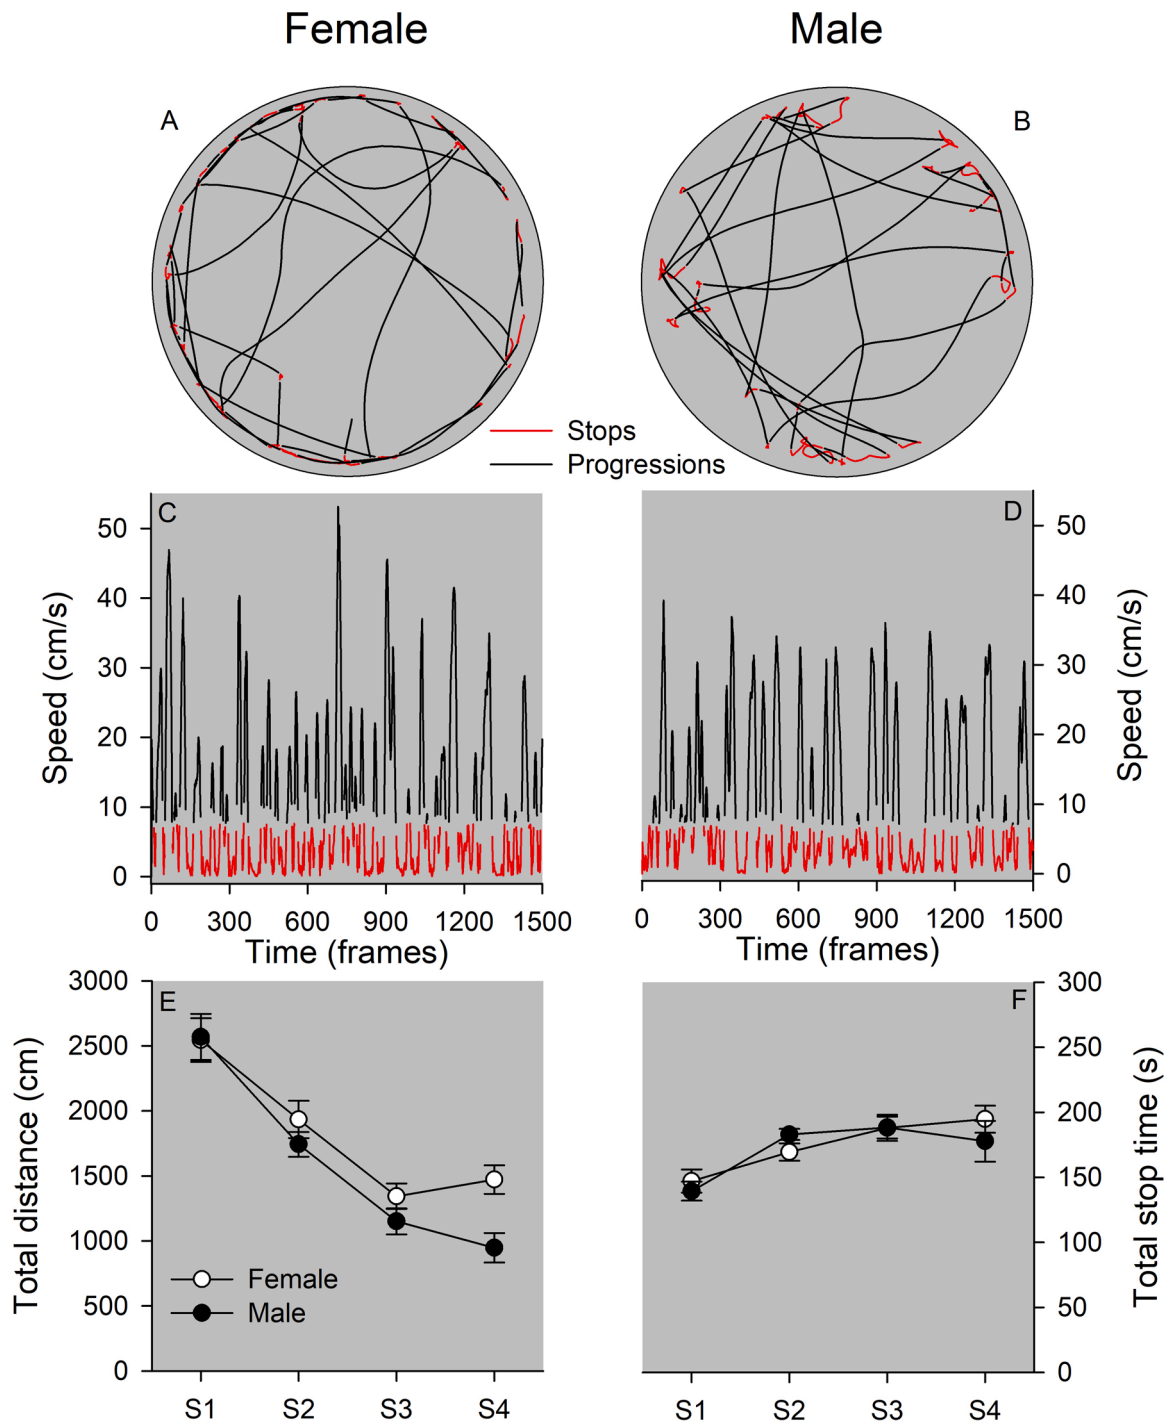 Female Male
A B
Stops
Progressions
C D
50 50
40 40
30 30
20 20
10 10
0 0
Speed (cm/s) Speed (cm/s)
0 300 600 900 1200 1500 0 300 600 900 1200 1500
Time (frames) Time (frames)
E F
3000 300
2500 250
2000 200
1500 150
1000 100
500 50
0 0
Total distance (cm) Total stop time (s)
Female
Male
S1 S2 S3 S4 S1 S2 S3 S4